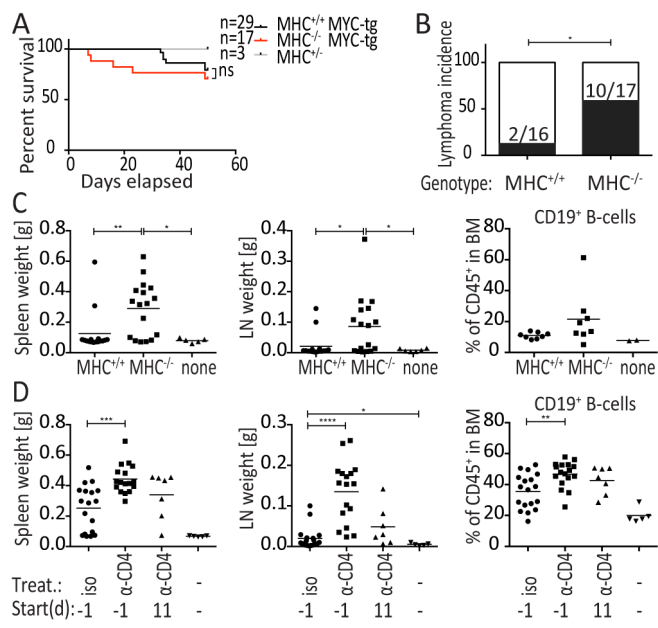 A
n=29 MHC+/+ MYC-tg
n=17 MHC-/- MYC-tg
n=3 MHC+/-
ns
Percent survival
100
50
0
0 20 40 60
Days elapsed
B
*
Lymphoma incidence
100
50
0
2/16
10/17
Genotype: MHC+/+ MHC-/-
C
Spleen weight [g]
0.8
0.6
0.4
0.2
0.0
** *
MHC+/+ MHC-/- none
LN weight [g]
0.4
0.3
0.2
0.1
0.0
* *
MHC+/+ MHC-/- none
CD19+ B-cells
% of CD45+ in BM
80
60
40
20
0
MHC+/+ MHC-/- none
D
Spleen weight [g]
0.8
0.6
0.4
0.2
0.0
***
LN weight [g]
0.3
0.2
0.1
0.0
*
****
CD19+ B-cells
% of CD45+ in BM
80
60
40
20
0
**
Treat.: iso α-CD4 α-CD4 - iso α-CD4 α-CD4 - iso α-CD4 α-CD4 -
Start(d): -1 -1 11 - -1 -1 11 - -1 -1 11 -